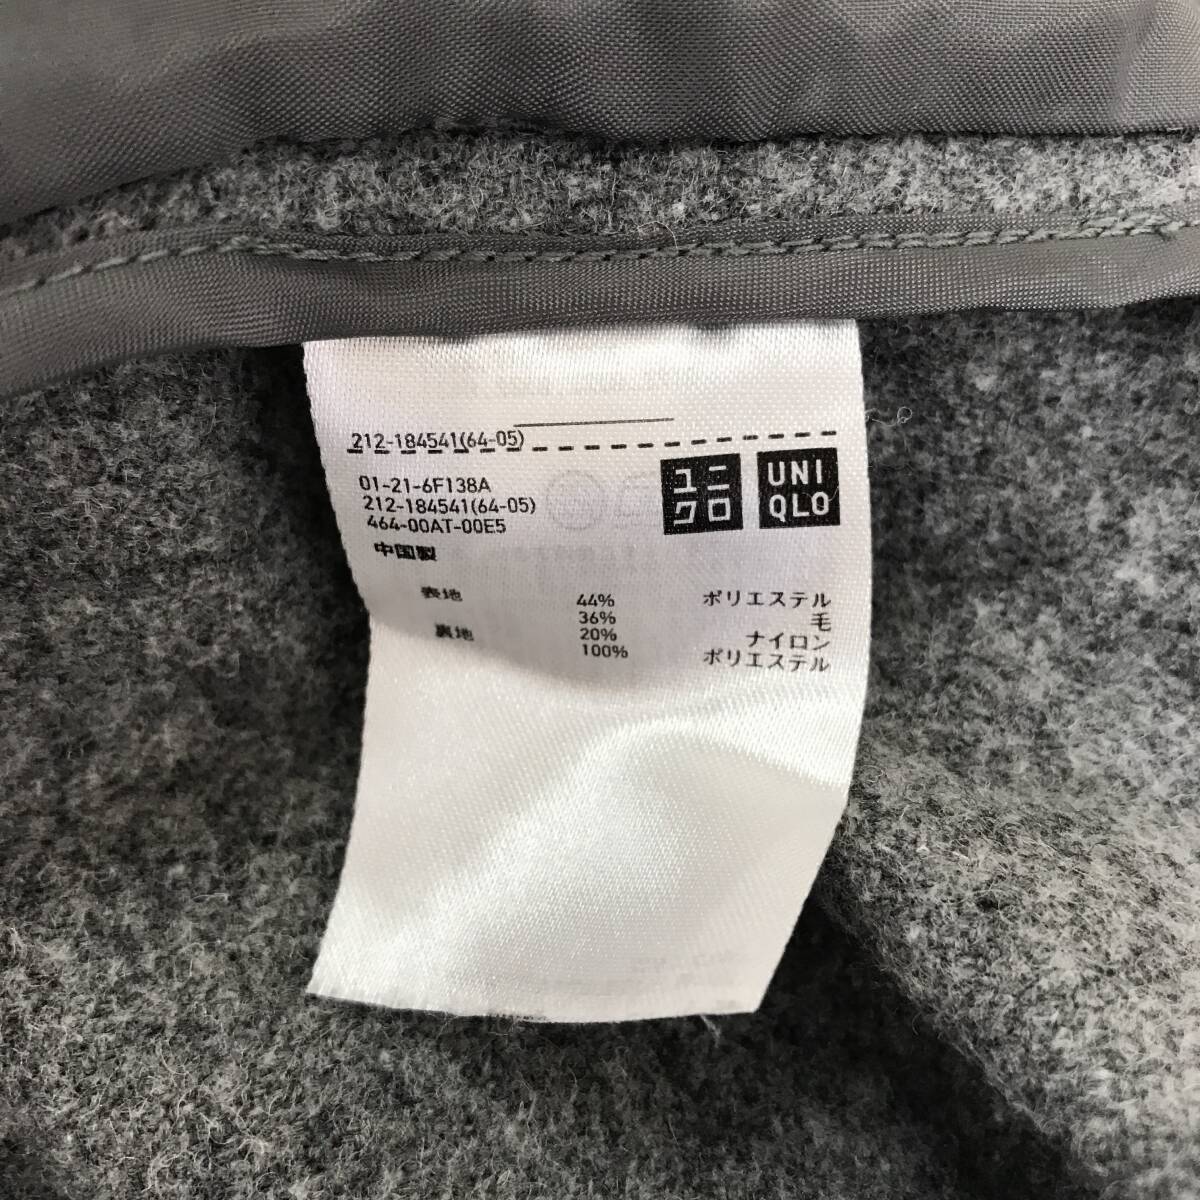 212-184541(64-05)
ユニ
クロ
UNI
QLO
01-21-6F138A
212-184541(64-05)
464-00AT-00E5
中国製
表地 44% ポリエステル
36% 毛
20% ナイロン
裏地 100% ポリエステル